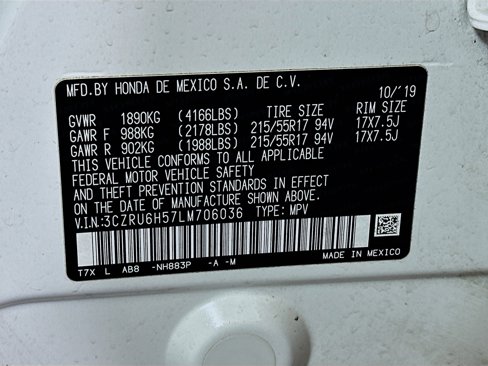 MFD.BY HONDA DE MEXICO S.A. DE C.V.
10/'19
GVWR 1890KG (4166LBS) TIRE SIZE RIM SIZE
GAWR F 988KG (2178LBS) 215/55R17 94V 17X7.5J
GAWR R 902KG (1988LBS) 215/55R17 94V 17X7.5J
THIS VEHICLE CONFORMS TO ALL APPLICABLE
FEDERAL MOTOR VEHICLE SAFETY
AND THEFT PREVENTION STANDARDS IN EFFECT
ON THE DATE OF MANUFACTURE SHOWN ABOVE.
V.I.N:3CZRU6H57LM706036 TYPE: MPV
T7X L AB8 -NH883P -A -M
MADE IN MEXICO